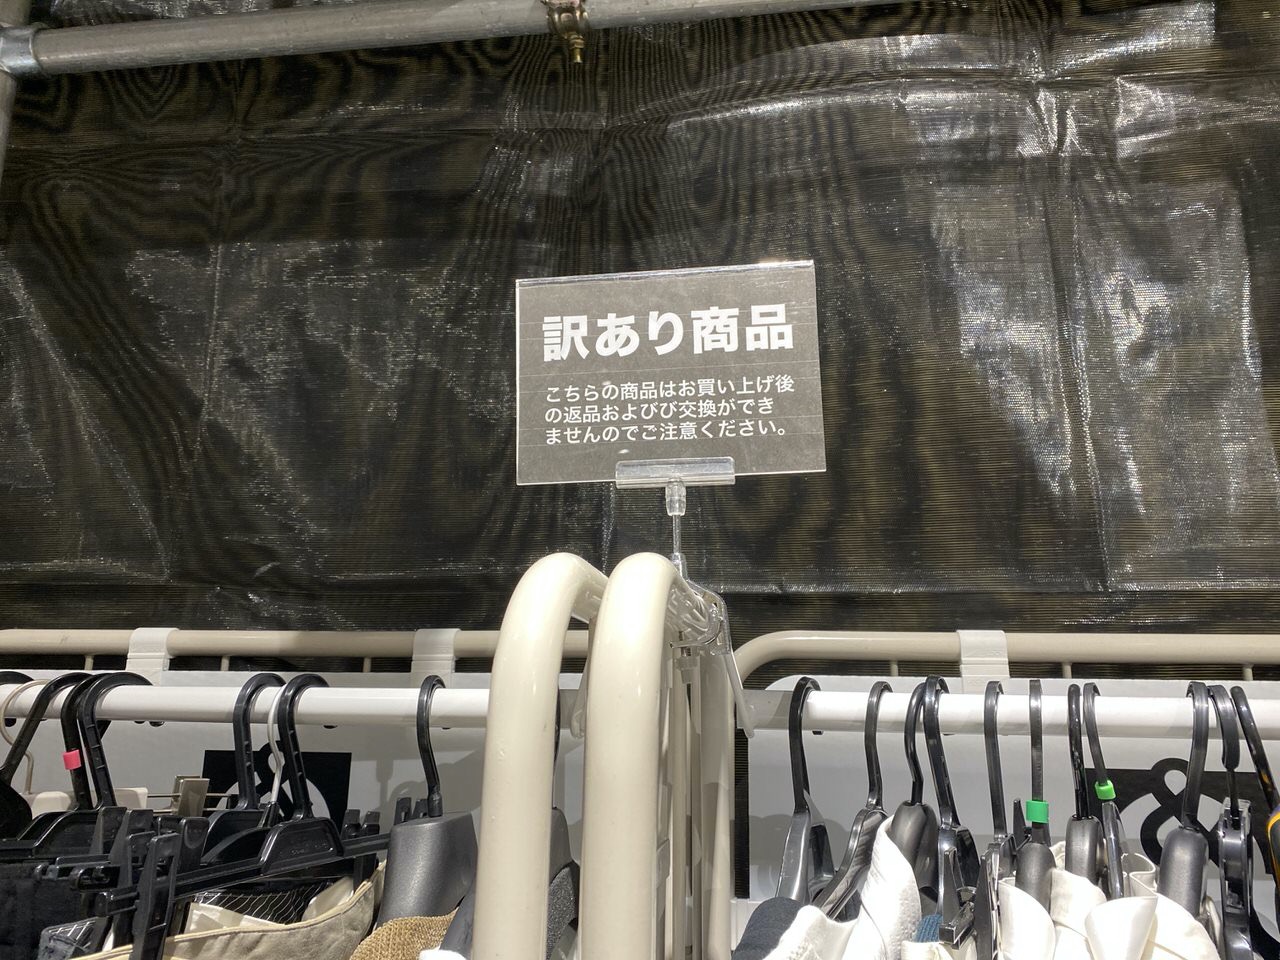 訳あり商品
こちらの商品はお買い上げ後
の返品およびび交換ができ
ませんのでご注意ください。
&
&